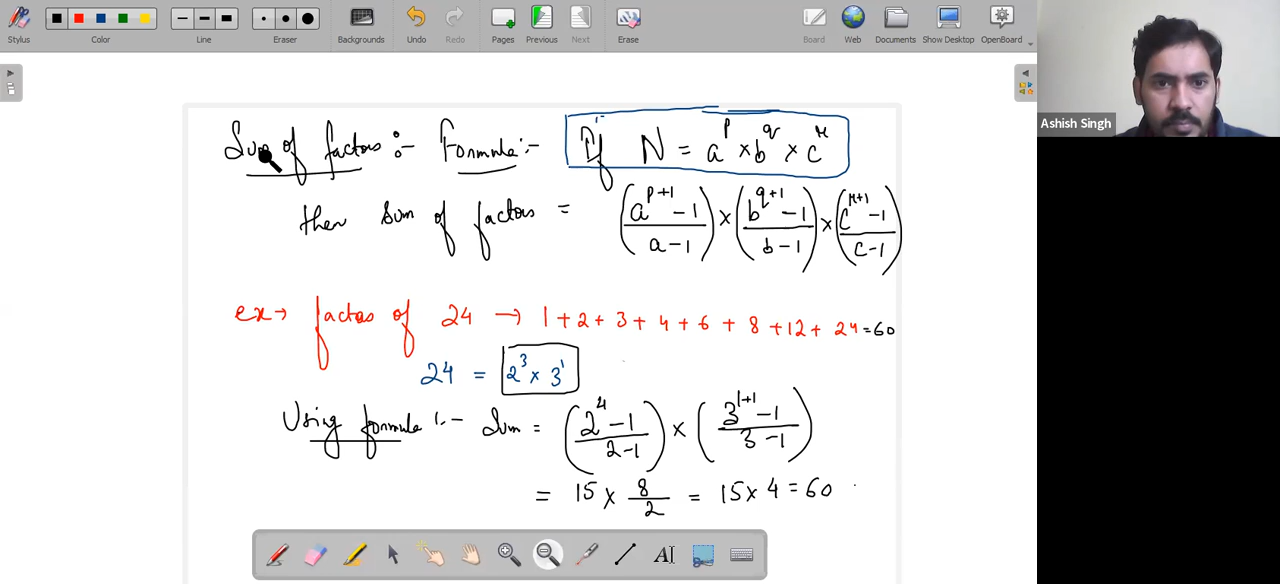 Stylus Color Line Eraser Backgrounds Undo Redo Pages Previous Next Erase Board Web Documents Show Desktop OpenBoard
Ashish Singh
Sum of factors :- Formula :- If N = a^p × b^q × c^r
then sum of factors = (a^(p+1) - 1 / a-1) × (b^(q+1) - 1 / b-1) × (c^(r+1) - 1 / c-1)
ex → factors of 24 → 1 + 2 + 3 + 4 + 6 + 8 + 12 + 24 = 60
24 = 2^3 × 3^1
Using formula :- Sum = (2^4 - 1 / 2-1) × (3^(1+1) - 1 / 3-1)
= 15 × 8/2 = 15 × 4 = 60
AI